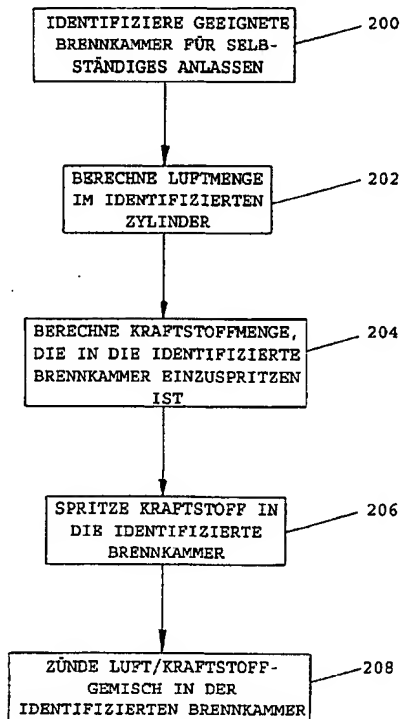 IDENTIFIZIERE GEEIGNETE
BRENNKAMMER FÜR SELB-
STÄNDIGES ANLASSEN
200
BERECHNE LUFTMENGE
IM IDENTIFIZIERTEN
ZYLINDER
202
BERECHNE KRAFTSTOFFMENGE,
DIE IN DIE IDENTIFIZIERTE
BRENNKAMMER EINZUSPRITZEN
IST
204
SPRITZE KRAFTSTOFF IN
DIE IDENTIFIZIERTE
BRENNKAMMER
206
ZÜNDE LUFT/KRAFTSTOFF-
GEMISCH IN DER
IDENTIFIZIERTEN BRENNKAMMER
208